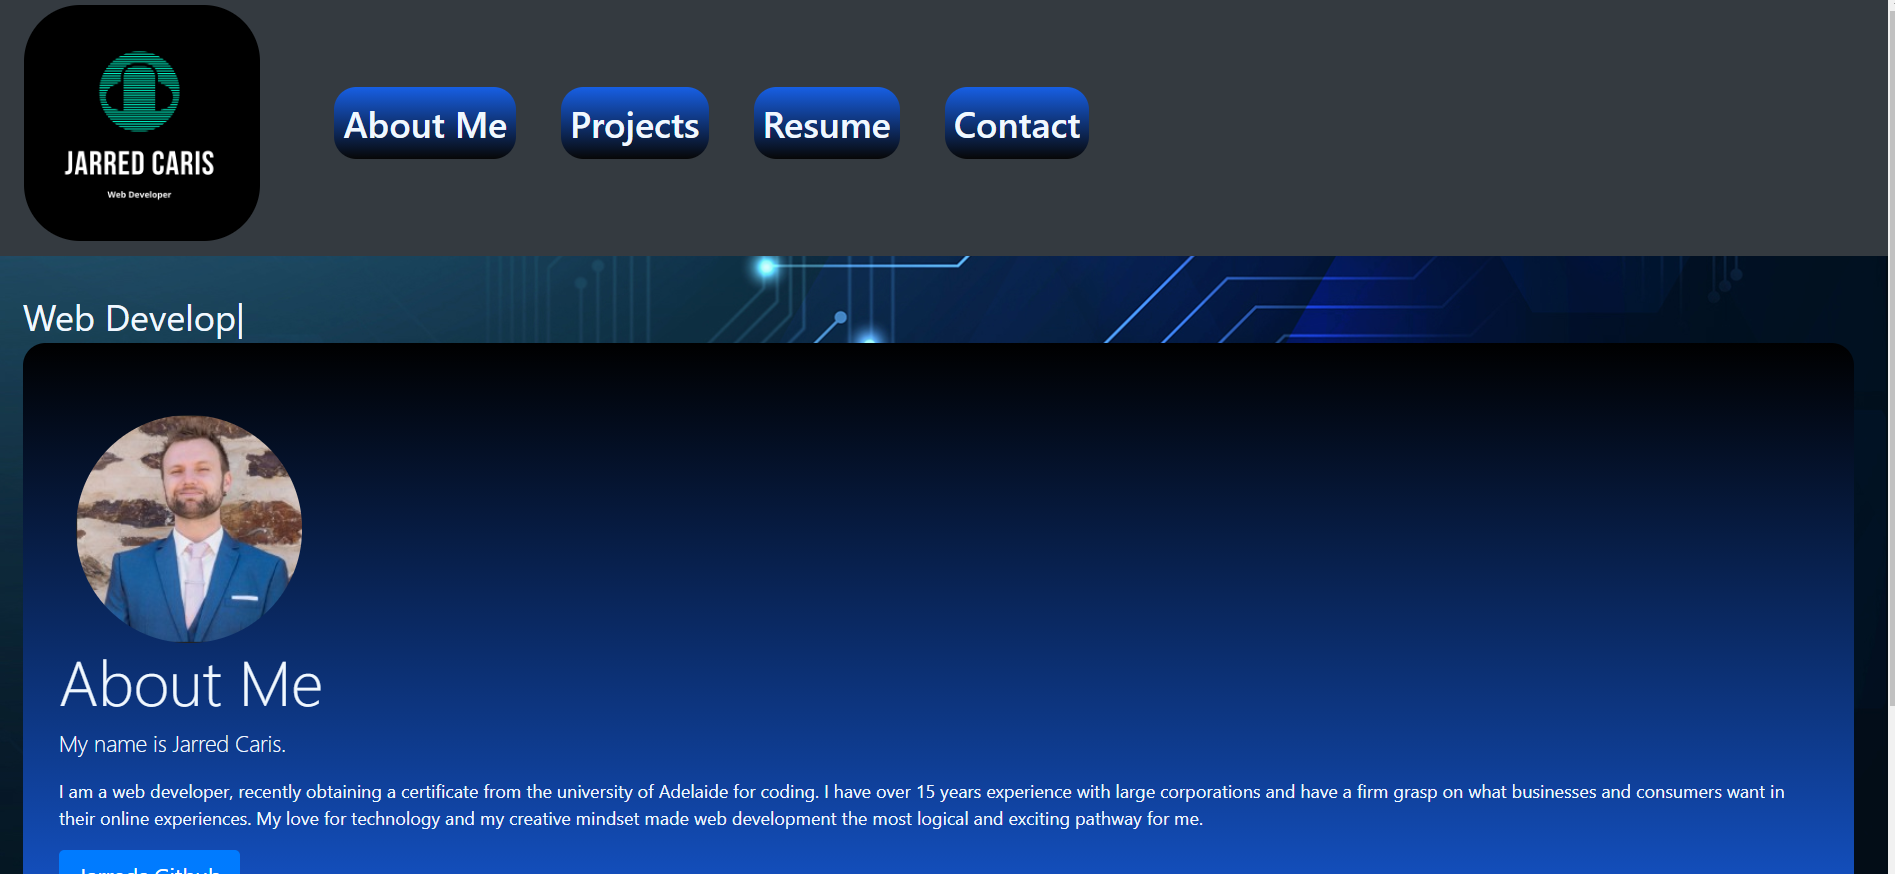 JARRED CARIS
Web Developer
About Me
Projects
Resume
Contact
Web Develop|
About Me
My name is Jarred Caris.
I am a web developer, recently obtaining a certificate from the university of Adelaide for coding. I have over 15 years experience with large corporations and have a firm grasp on what businesses and consumers want in
their online experiences. My love for technology and my creative mindset made web development the most logical and exciting pathway for me.
Jarreds Github